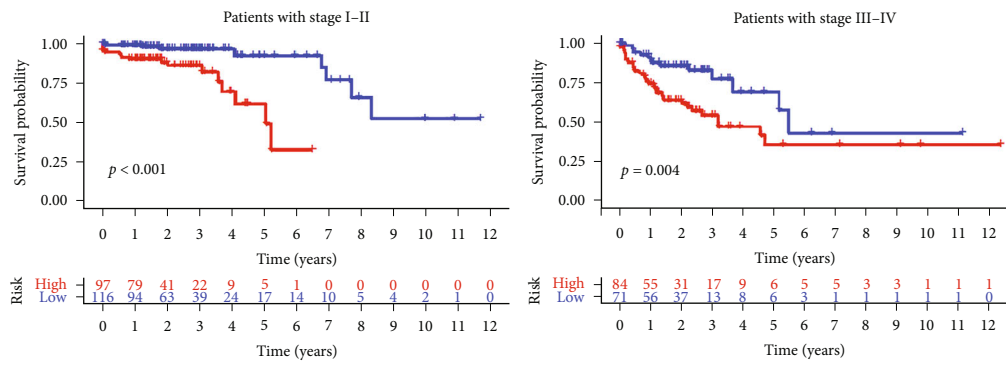 Patients with stage I–II
Survival probability
1.00
0.75
0.50
0.25
0.00
p < 0.001
0 1 2 3 4 5 6 7 8 9 10 11 12
Time (years)
Risk
High 97 79 41 22 9 5 1 0 0 0 0 0 0
Low 116 94 63 39 24 17 14 10 5 4 2 1 0
0 1 2 3 4 5 6 7 8 9 10 11 12
Time (years)
Patients with stage III–IV
Survival probability
1.00
0.75
0.50
0.25
0.00
p = 0.004
0 1 2 3 4 5 6 7 8 9 10 11 12
Time (years)
Risk
High 84 55 31 17 9 6 5 5 3 3 1 1 1
Low 71 56 37 13 8 6 3 1 1 1 1 1 0
0 1 2 3 4 5 6 7 8 9 10 11 12
Time (years)